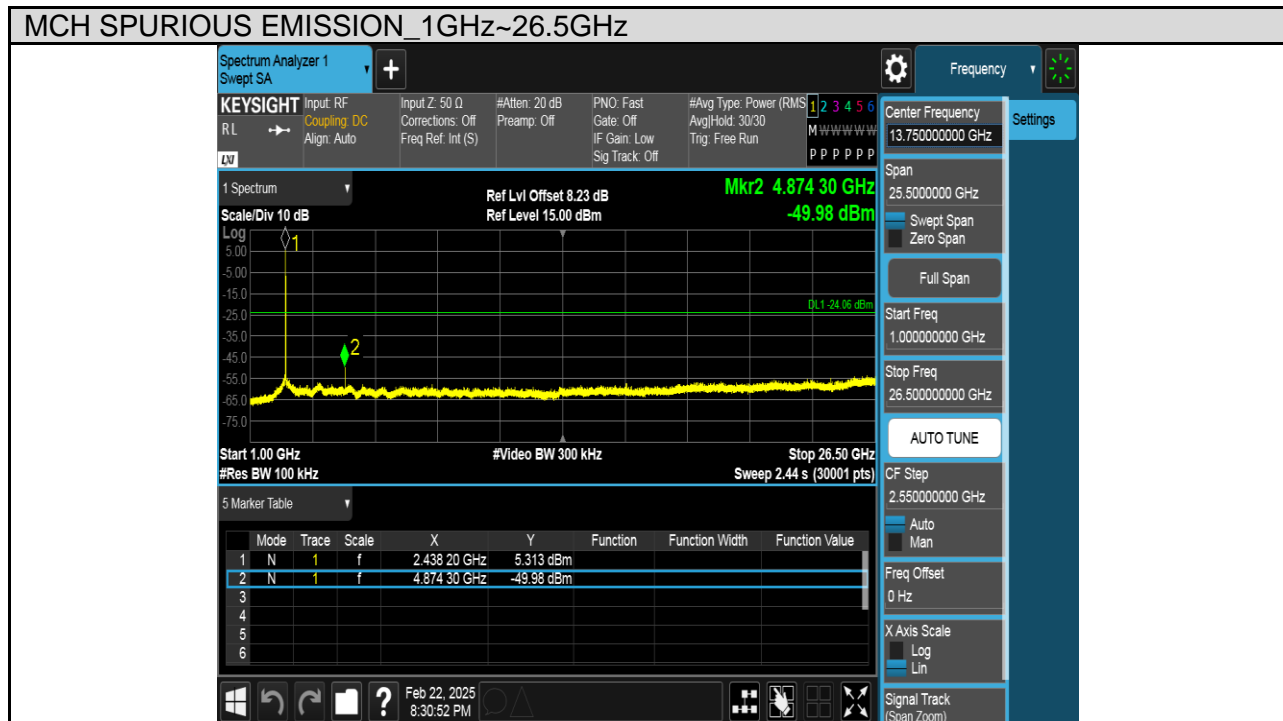 MCH SPURIOUS EMISSION_1GHz~26.5GHz
Spectrum Analyzer 1
Swept SA
+
Frequency
KEYSIGHT
RL
LXI
Input: RF
Coupling: DC
Align: Auto
Input Z: 50 Ω
Corrections: Off
Freq Ref: Int (S)
#Atten: 20 dB
Preamp: Off
PNO: Fast
Gate: Off
IF Gain: Low
Sig Track: Off
#Avg Type: Power (RMS
Avg|Hold: 30/30
Trig: Free Run
1 2 3 4 5 6
M W W W W W
P P P P P P
1 Spectrum
Scale/Div 10 dB
Ref Lvl Offset 8.23 dB
Ref Level 15.00 dBm
Mkr2 4.874 30 GHz
-49.98 dBm
Log
1
5.00
-5.00
-15.0
DL1 -24.06 dBm
-25.0
-35.0
2
-45.0
-55.0
-65.0
-75.0
Start 1.00 GHz
#Video BW 300 kHz
Stop 26.50 GHz
#Res BW 100 kHz
Sweep 2.44 s (30001 pts)
5 Marker Table
Mode Trace Scale X Y Function Function Width Function Value
1 N 1 f 2.438 20 GHz 5.313 dBm
2 N 1 f 4.874 30 GHz -49.98 dBm
3
4
5
6
?
Feb 22, 2025
8:30:52 PM
Center Frequency
13.750000000 GHz
Settings
Span
25.5000000 GHz
Swept Span
Zero Span
Full Span
Start Freq
1.000000000 GHz
Stop Freq
26.500000000 GHz
AUTO TUNE
CF Step
2.550000000 GHz
Auto
Man
Freq Offset
0 Hz
X Axis Scale
Log
Lin
Signal Track
(Span Zoom)